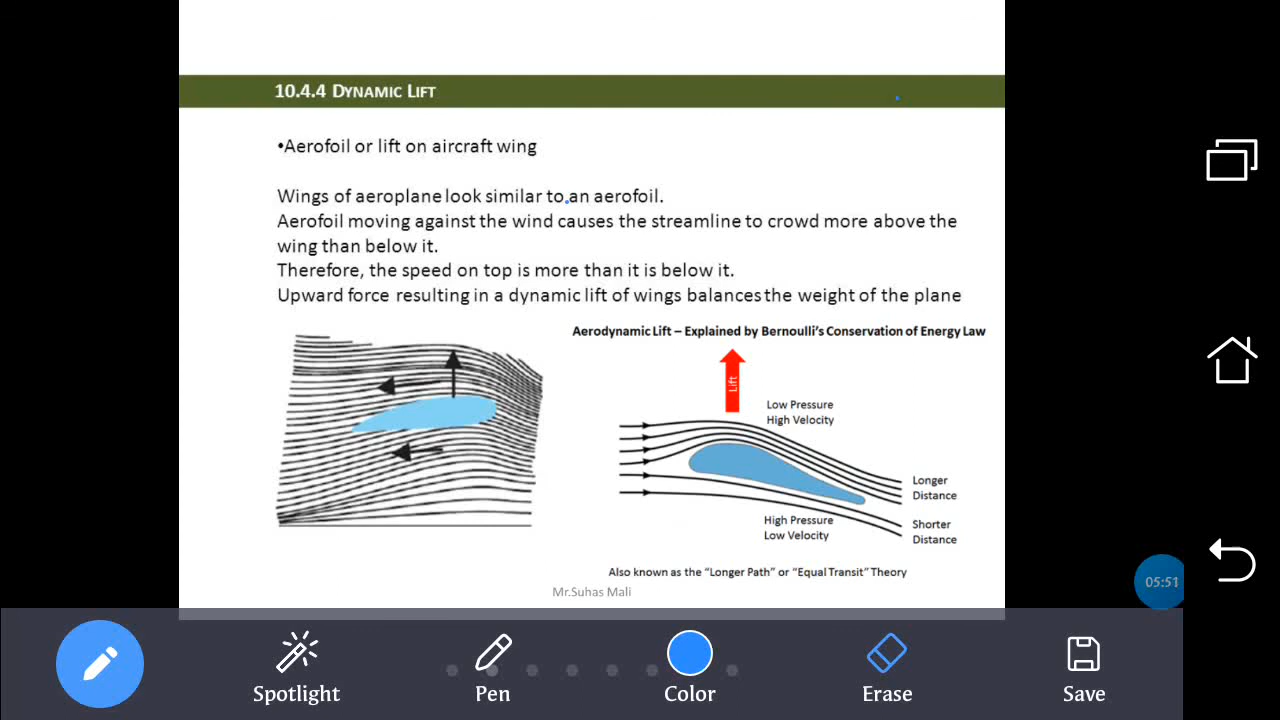 10.4.4 DYNAMIC LIFT
•Aerofoil or lift on aircraft wing
Wings of aeroplane look similar to an aerofoil.
Aerofoil moving against the wind causes the streamline to crowd more above the
wing than below it.
Therefore, the speed on top is more than it is below it.
Upward force resulting in a dynamic lift of wings balances the weight of the plane
Aerodynamic Lift – Explained by Bernoulli's Conservation of Energy Law
Lift
Low Pressure
High Velocity
Longer
Distance
High Pressure
Low Velocity
Shorter
Distance
Also known as the "Longer Path" or "Equal Transit" Theory
Mr.Suhas Mali
05:51
Spotlight
Pen
Color
Erase
Save